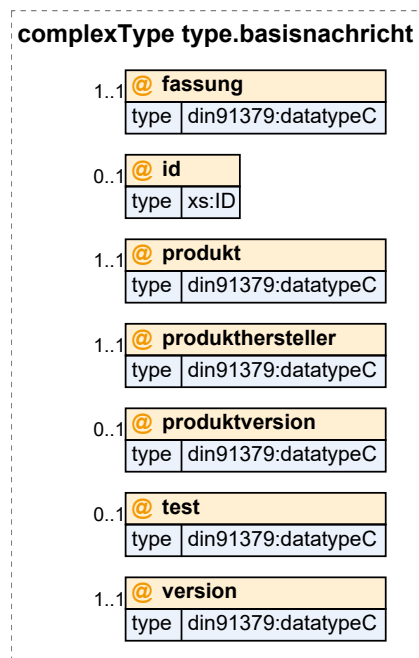 complexType type.basisnachricht
1..1 @ fassung
type din91379:datatypeC
0..1 @ id
type xs:ID
1..1 @ produkt
type din91379:datatypeC
1..1 @ produkthersteller
type din91379:datatypeC
0..1 @ produktversion
type din91379:datatypeC
0..1 @ test
type din91379:datatypeC
1..1 @ version
type din91379:datatypeC